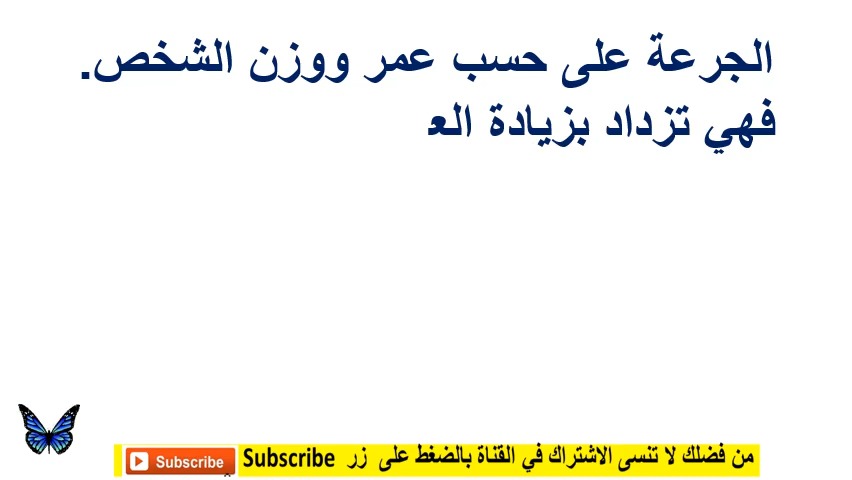 الجرعة على حسب عمر ووزن الشخص.
فهي تزداد بزيادة الع
من فضلك لا تنسى الاشتراك في القناة بالضغط على زر Subscribe Subscribe